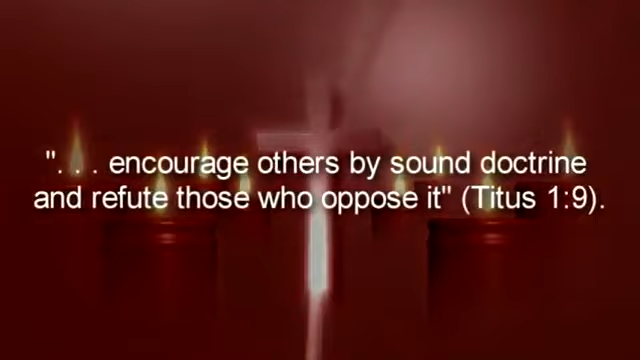 ". . . encourage others by sound doctrine
and refute those who oppose it" (Titus 1:9).